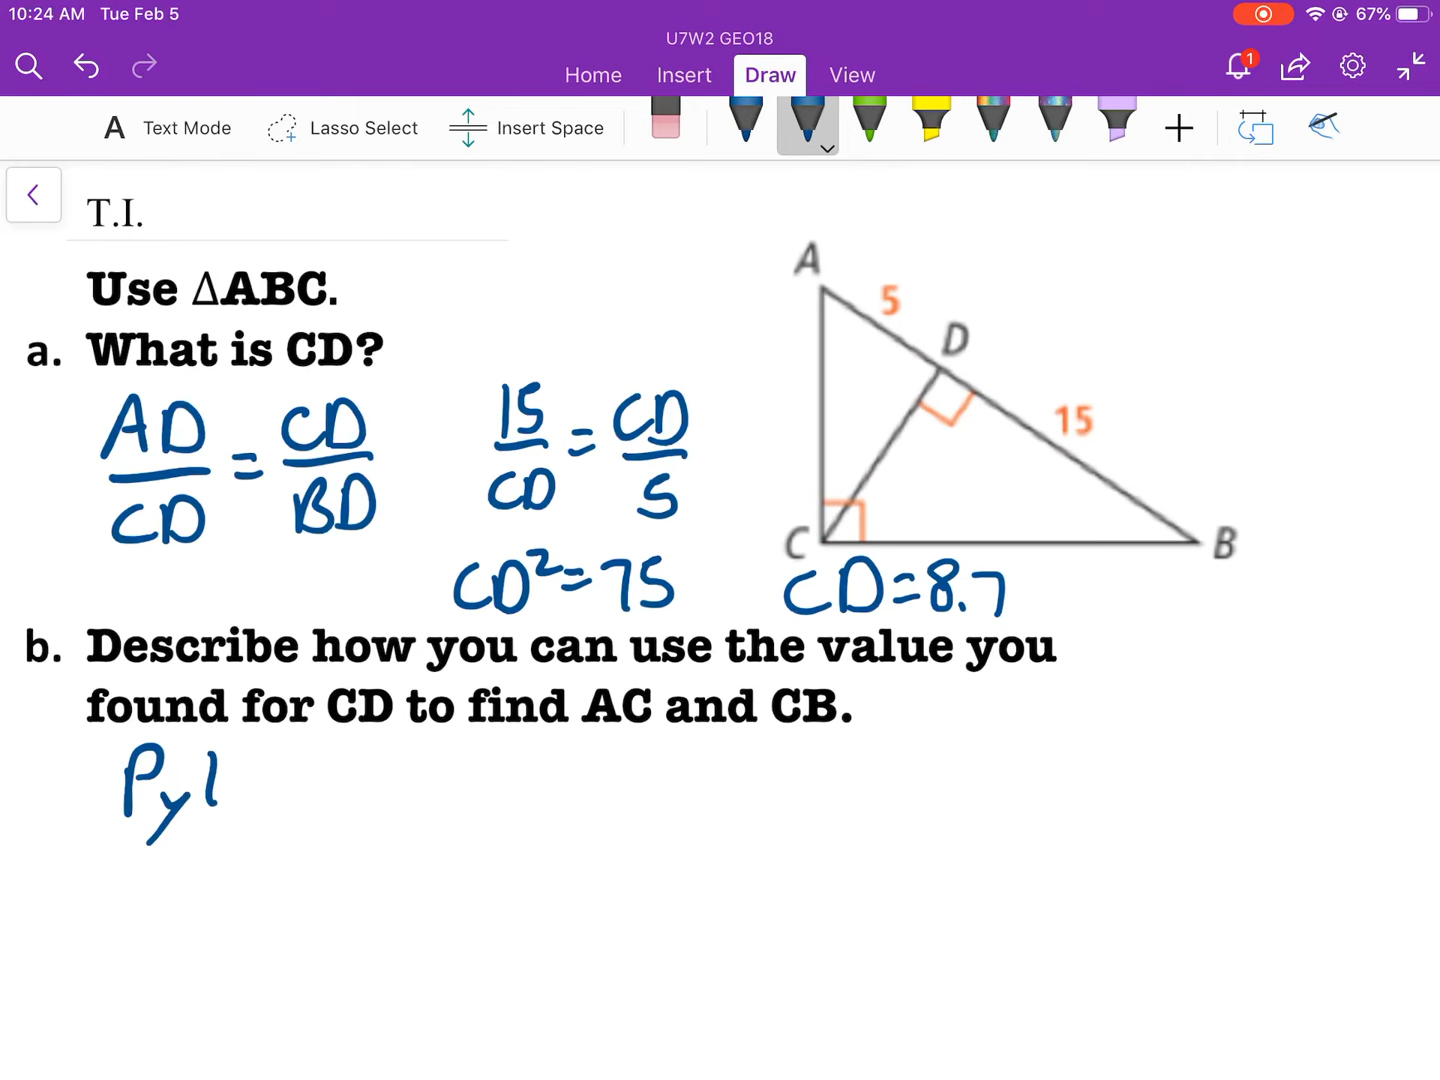 10:24 AM Tue Feb 5
67%
U7W2 GEO18
1
Home Insert Draw View
A Text Mode Lasso Select Insert Space
T.I.
Use △ABC.
a. What is CD?
AD/CD = CD/BD
15/CD = CD/5
CD²=75
CD=8.7
A
5
D
15
C
B
b. Describe how you can use the value you
found for CD to find AC and CB.
Pyl